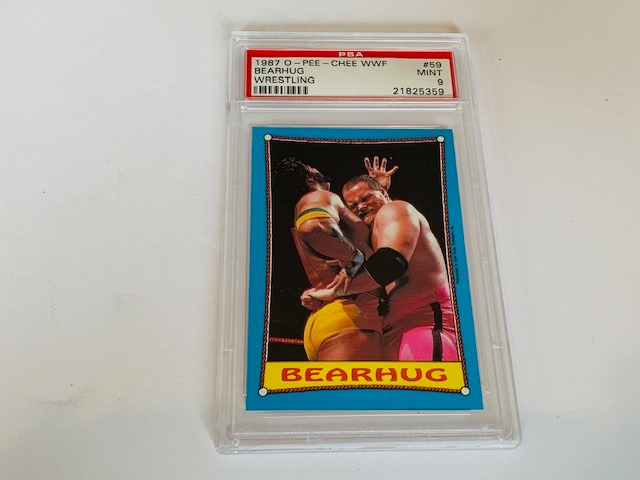 PSA
1987 O-PEE-CHEE WWF #59
BEARHUG MINT
WRESTLING 9
21825359
BEARHUG